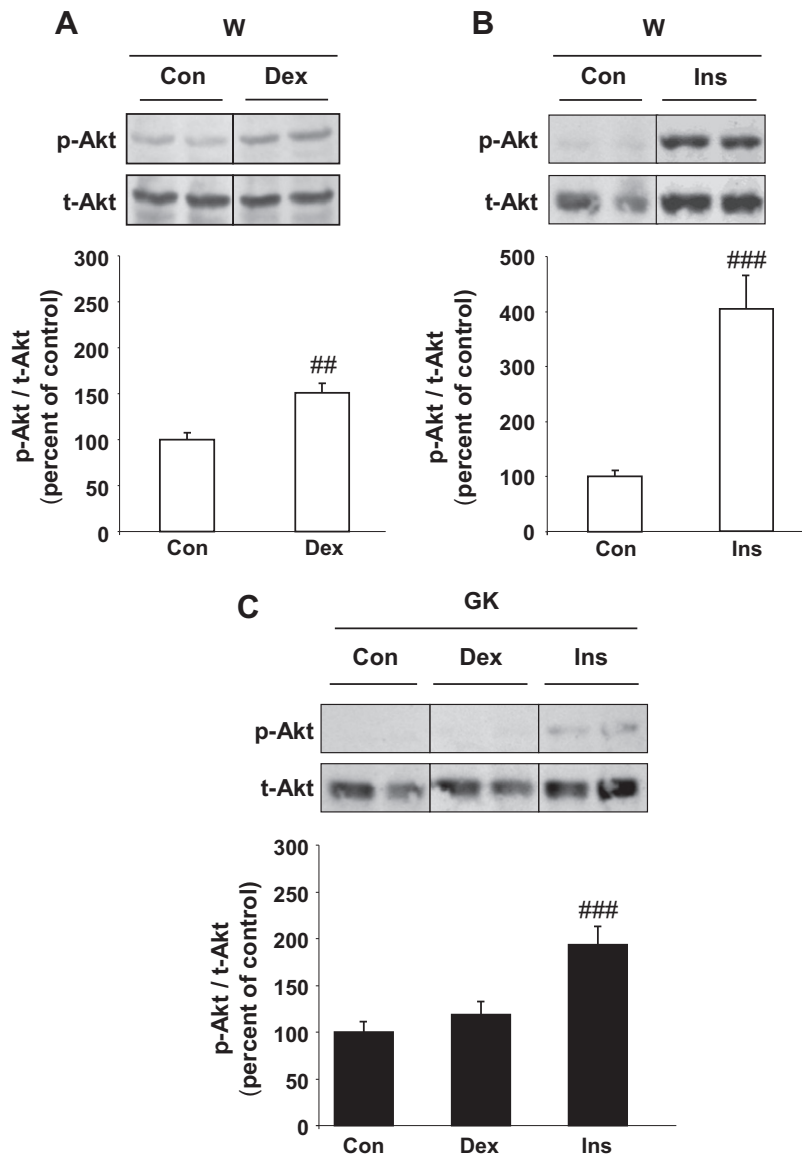 A
W
Con Dex
p-Akt
t-Akt
p-Akt / t-Akt
(percent of control)
300
250
200
150
100
50
0
##
Con Dex
B
W
Con Ins
p-Akt
t-Akt
p-Akt / t-Akt
(percent of control)
500
400
300
200
100
0
###
Con Ins
C
GK
Con Dex Ins
p-Akt
t-Akt
p-Akt / t-Akt
(percent of control)
300
250
200
150
100
50
0
###
Con Dex Ins